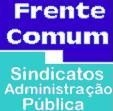 Frente
Comum
Sindicatos
Administração
Pública